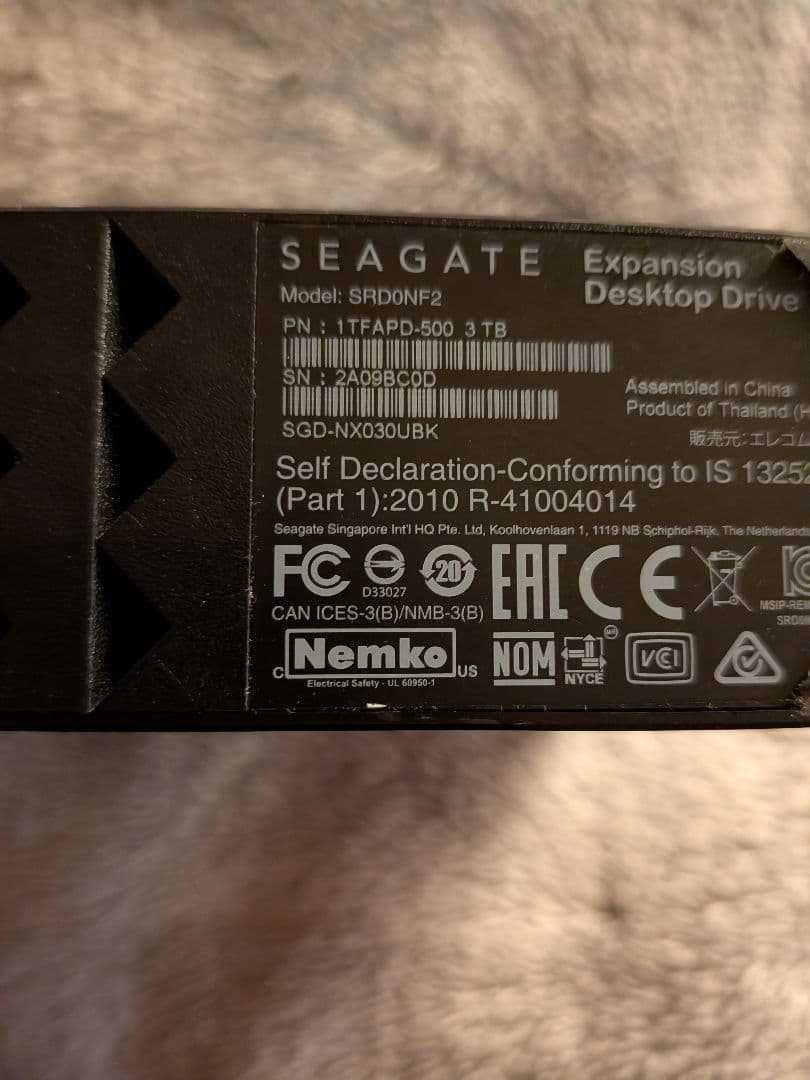 SEAGATE
Expansion
Desktop Drive
Model: SRD0NF2
PN : 1TFAPD-500 3 TB
SN : 2A09BC0D
SGD-NX030UBK
Assembled in China
Product of Thailand (H
販売元:エレコム
Self Declaration-Conforming to IS 13252
(Part 1):2010 R-41004014
Seagate Singapore Int'l HQ Pte. Ltd, Koolhovenlaan 1, 1119 NB Schiphol-Rijk, The Netherlands
FC D33027 20 EAC CE
MSIP-REM
CAN ICES-3(B)/NMB-3(B)
c Nemko US
Electrical Safety · UL 60950-1
NOM NYCE VCI